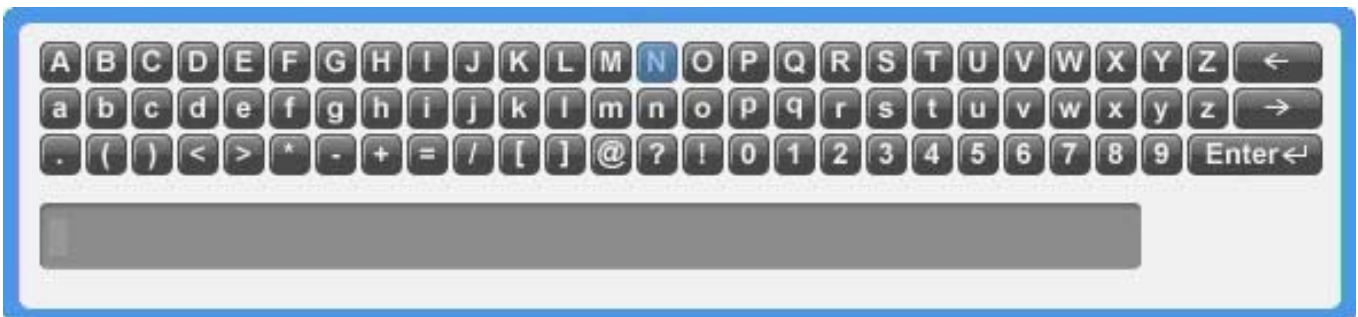 A B C D E F G H I J K L M N O P Q R S T U V W X Y Z ←
a b c d e f g h i j k l m n o p q r s t u v w x y z →
. ( ) < > * - + = / [ ] @ ? ! 0 1 2 3 4 5 6 7 8 9 Enter↵